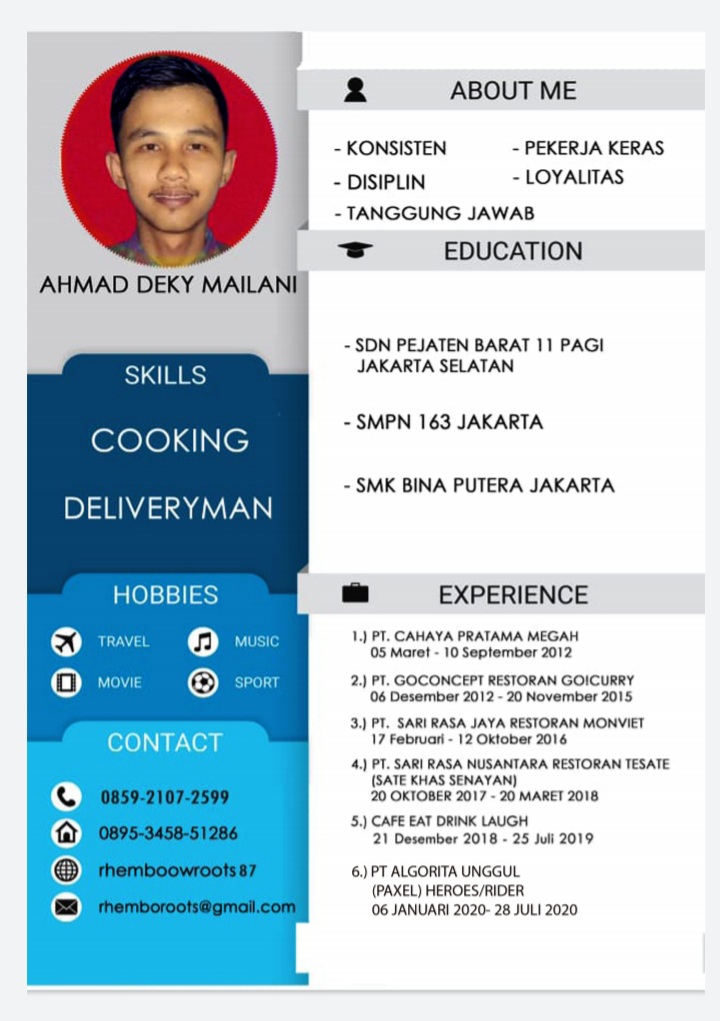 AHMAD DEKY MAILANI
SKILLS
COOKING
DELIVERYMAN
HOBBIES
TRAVEL
MUSIC
MOVIE
SPORT
CONTACT
0859-2107-2599
0895-3458-51286
rhemboowroots87
rhemboroots@gmail.com
ABOUT ME
- KONSISTEN
- PEKERJA KERAS
- DISIPLIN
- LOYALITAS
- TANGGUNG JAWAB
EDUCATION
- SDN PEJATEN BARAT 11 PAGI
JAKARTA SELATAN
- SMPN 163 JAKARTA
- SMK BINA PUTERA JAKARTA
EXPERIENCE
1.) PT. CAHAYA PRATAMA MEGAH
05 Maret - 10 September 2012
2.) PT. GOCONCEPT RESTORAN GOICURRY
06 Desember 2012 - 20 November 2015
3.) PT. SARI RASA JAYA RESTORAN MONVIET
17 Februari - 12 Oktober 2016
4.) PT. SARI RASA NUSANTARA RESTORAN TESATE
(SATE KHAS SENAYAN)
20 OKTOBER 2017 - 20 MARET 2018
5.) CAFE EAT DRINK LAUGH
21 Desember 2018 - 25 Juli 2019
6.) PT ALGORITA UNGGUL
(PAXEL) HEROES/RIDER
06 JANUARI 2020- 28 JULI 2020